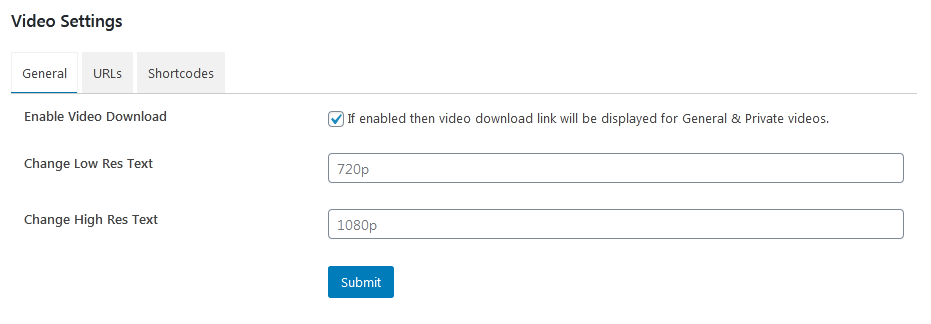 Video Settings
General URLs Shortcodes
Enable Video Download If enabled then video download link will be displayed for General & Private videos.
Change Low Res Text 720p
Change High Res Text 1080p
Submit